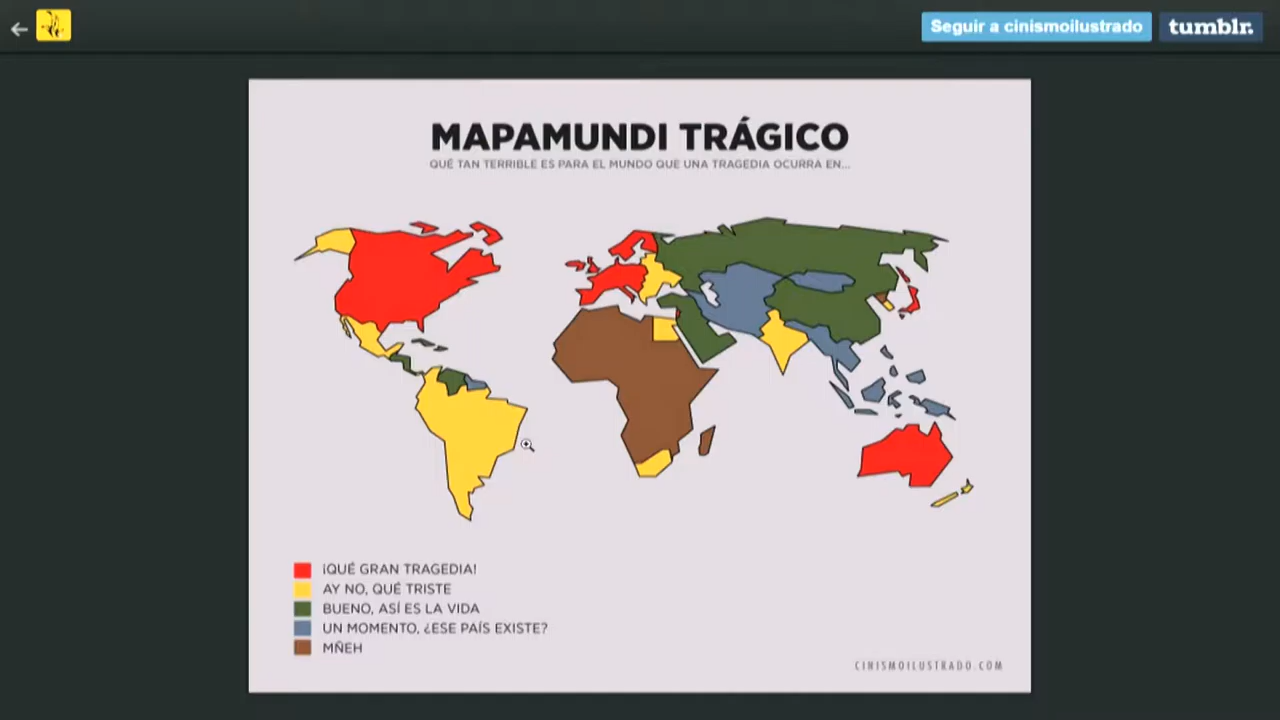 Seguir a cinismoilustrado
tumblr.
MAPAMUNDI TRÁGICO
QUÉ TAN TERRIBLE ES PARA EL MUNDO QUE UNA TRAGEDIA OCURRA EN...
¡QUÉ GRAN TRAGEDIA!
AY NO, QUÉ TRISTE
BUENO, ASÍ ES LA VIDA
UN MOMENTO, ¿ESE PAÍS EXISTE?
MÑEH
CINISMOILUSTRADO.COM